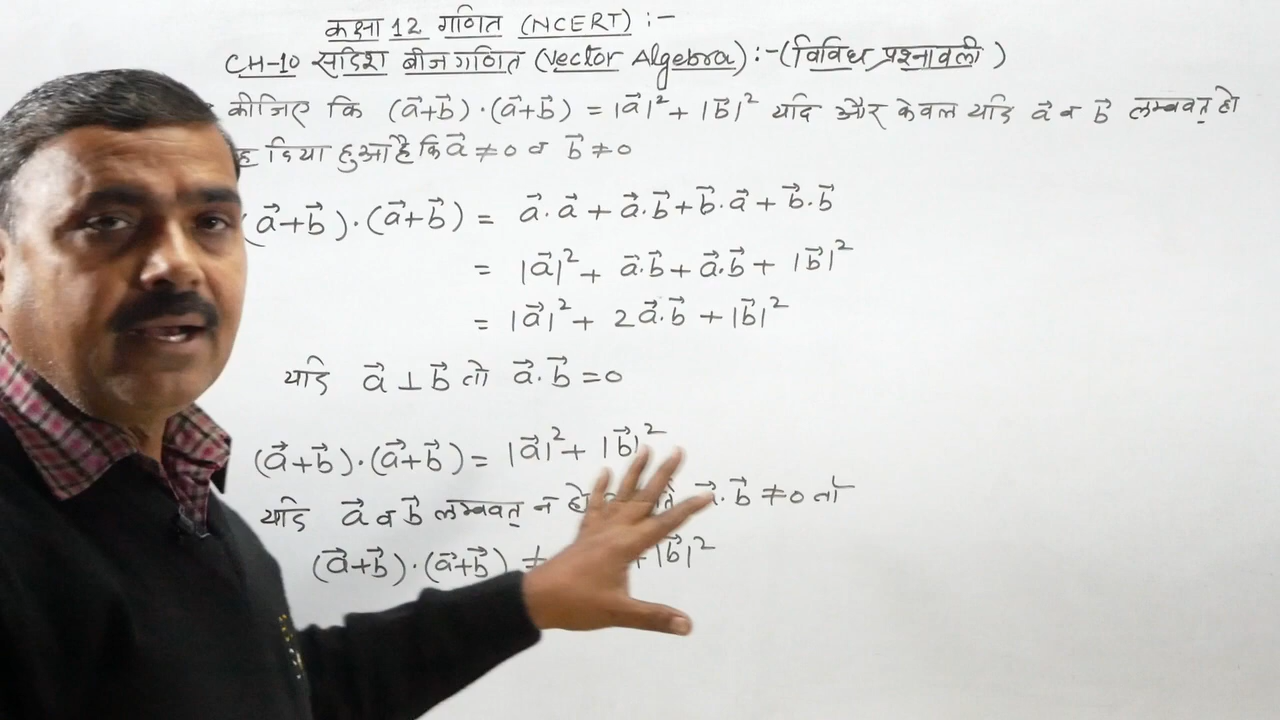 कक्षा 12 गणित (NCERT) :-
CH-10 सदिश बीजगणित (Vector Algebra) :- (विविध प्रश्नावली)
कीजिए कि (a⃗+b⃗)·(a⃗+b⃗) = |a⃗|² + |b⃗|² यदि और केवल यदि a⃗ व b⃗ लम्बवत् हो
दिया हुआ है कि a⃗ ≠ 0 व b⃗ ≠ 0
(a⃗+b⃗)·(a⃗+b⃗) = a⃗·a⃗ + a⃗·b⃗ + b⃗·a⃗ + b⃗·b⃗
= |a⃗|² + a⃗·b⃗ + a⃗·b⃗ + |b⃗|²
= |a⃗|² + 2a⃗·b⃗ + |b⃗|²
यदि a⃗ ⊥ b⃗ तो a⃗·b⃗ = 0
(a⃗+b⃗)·(a⃗+b⃗) = |a⃗|² + |b⃗|²
यदि a⃗ व b⃗ लम्बवत् न हो a⃗·b⃗ ≠ 0 तो
(a⃗+b⃗)·(a⃗+b⃗) ≠ + |b⃗|²